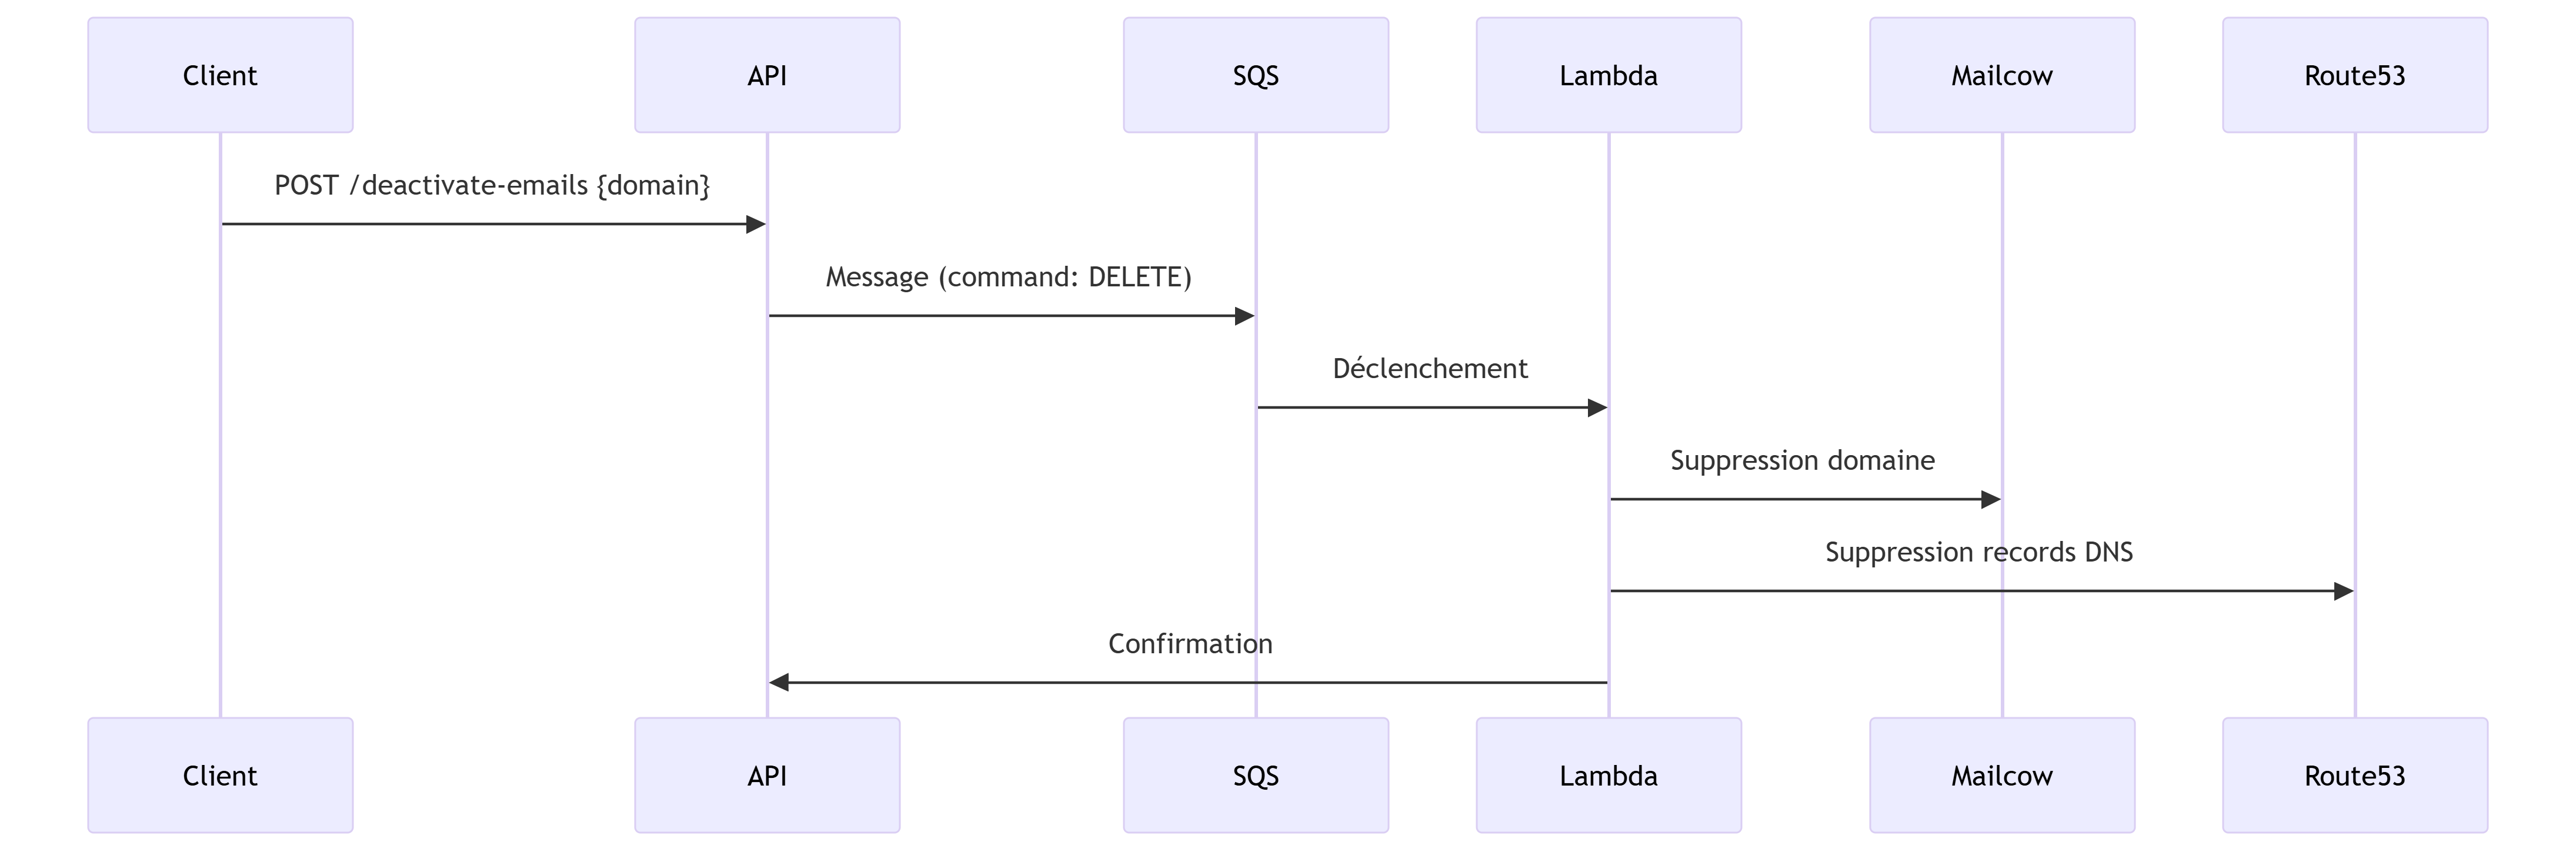 Client
API
SQS
Lambda
Mailcow
Route53
POST /deactivate-emails {domain}
Message (command: DELETE)
Déclenchement
Suppression domaine
Suppression records DNS
Confirmation
Client
API
SQS
Lambda
Mailcow
Route53